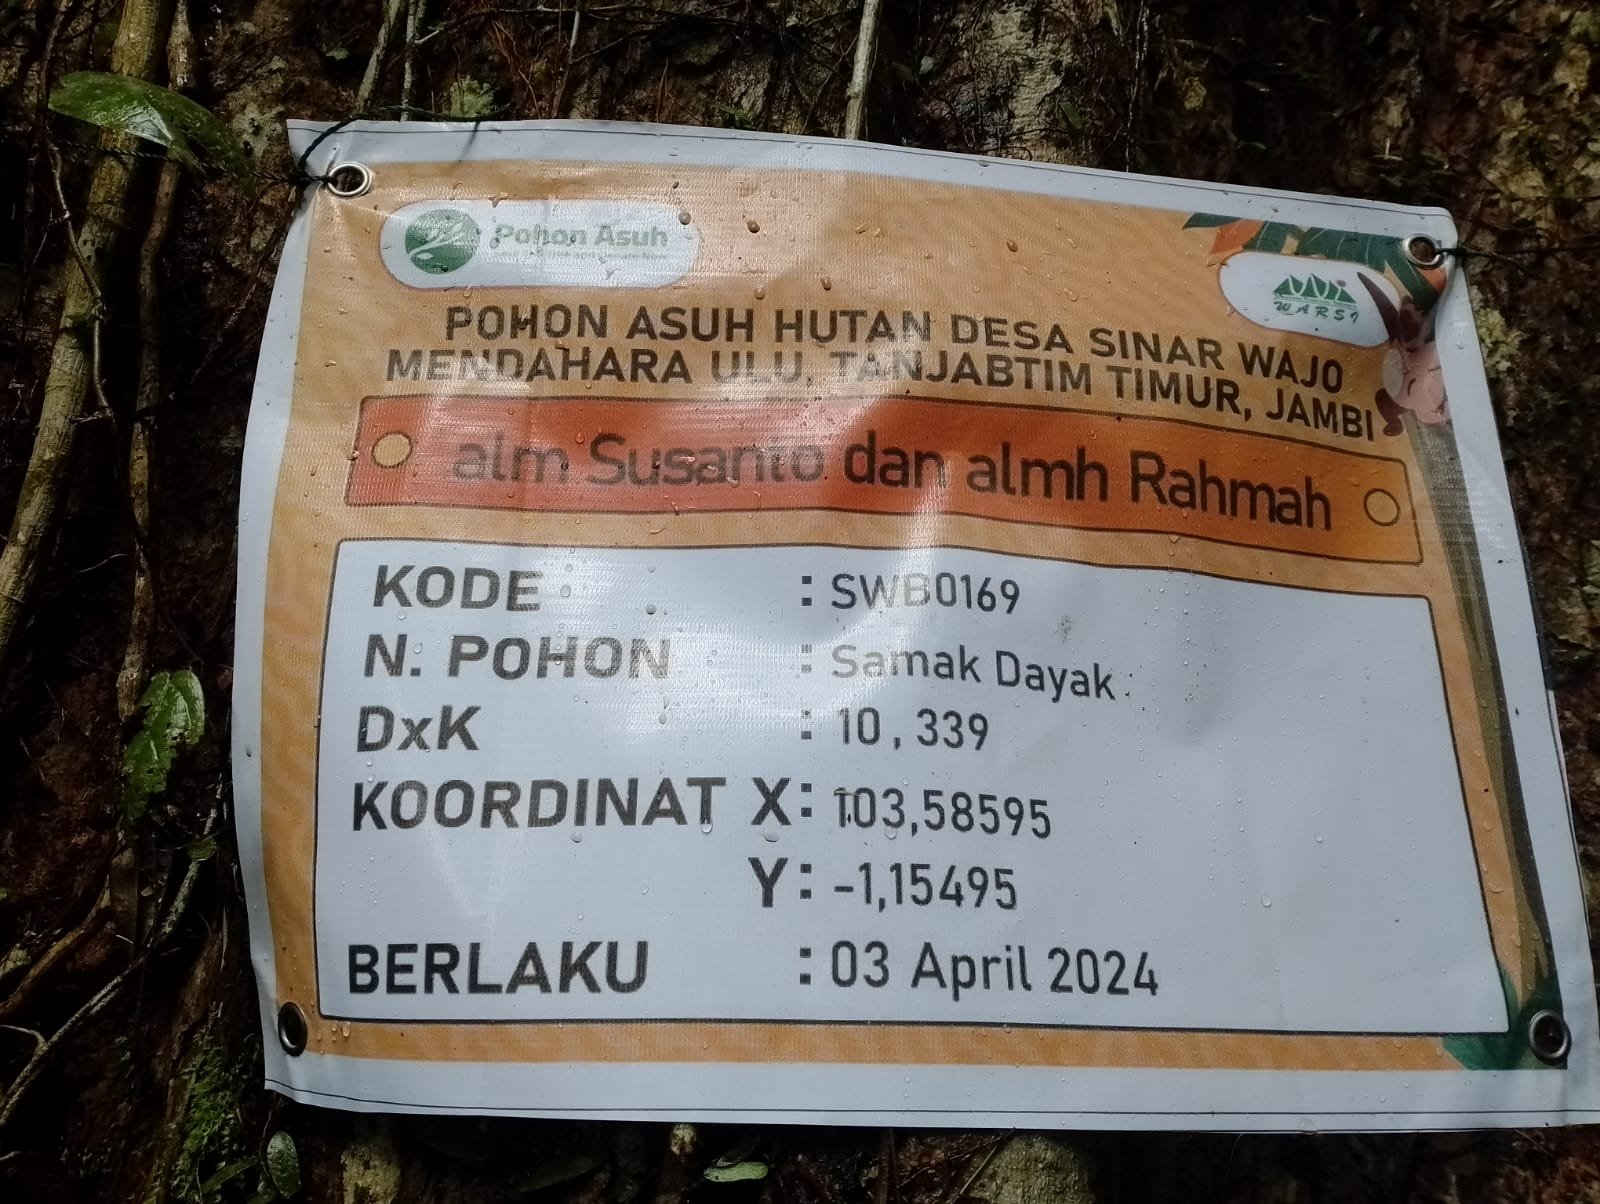 Pohon Asuh
WARSI
POHON ASUH HUTAN DESA SINAR WAJO
MENDAHARA ULU, TANJABTIM TIMUR, JAMBI
alm Susanto dan almh Rahmah
KODE : SWB0169
N. POHON : Samak Dayak
DxK : 10 , 339
KOORDINAT X : 103,58595
Y : -1,15495
BERLAKU : 03 April 2024